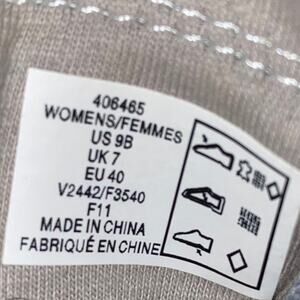 406465
WOMENS/FEMMES
US 9B
UK 7
EU 40
V2442/F3540
F11
MADE IN CHINA
FABRIQUÉ EN CHINE